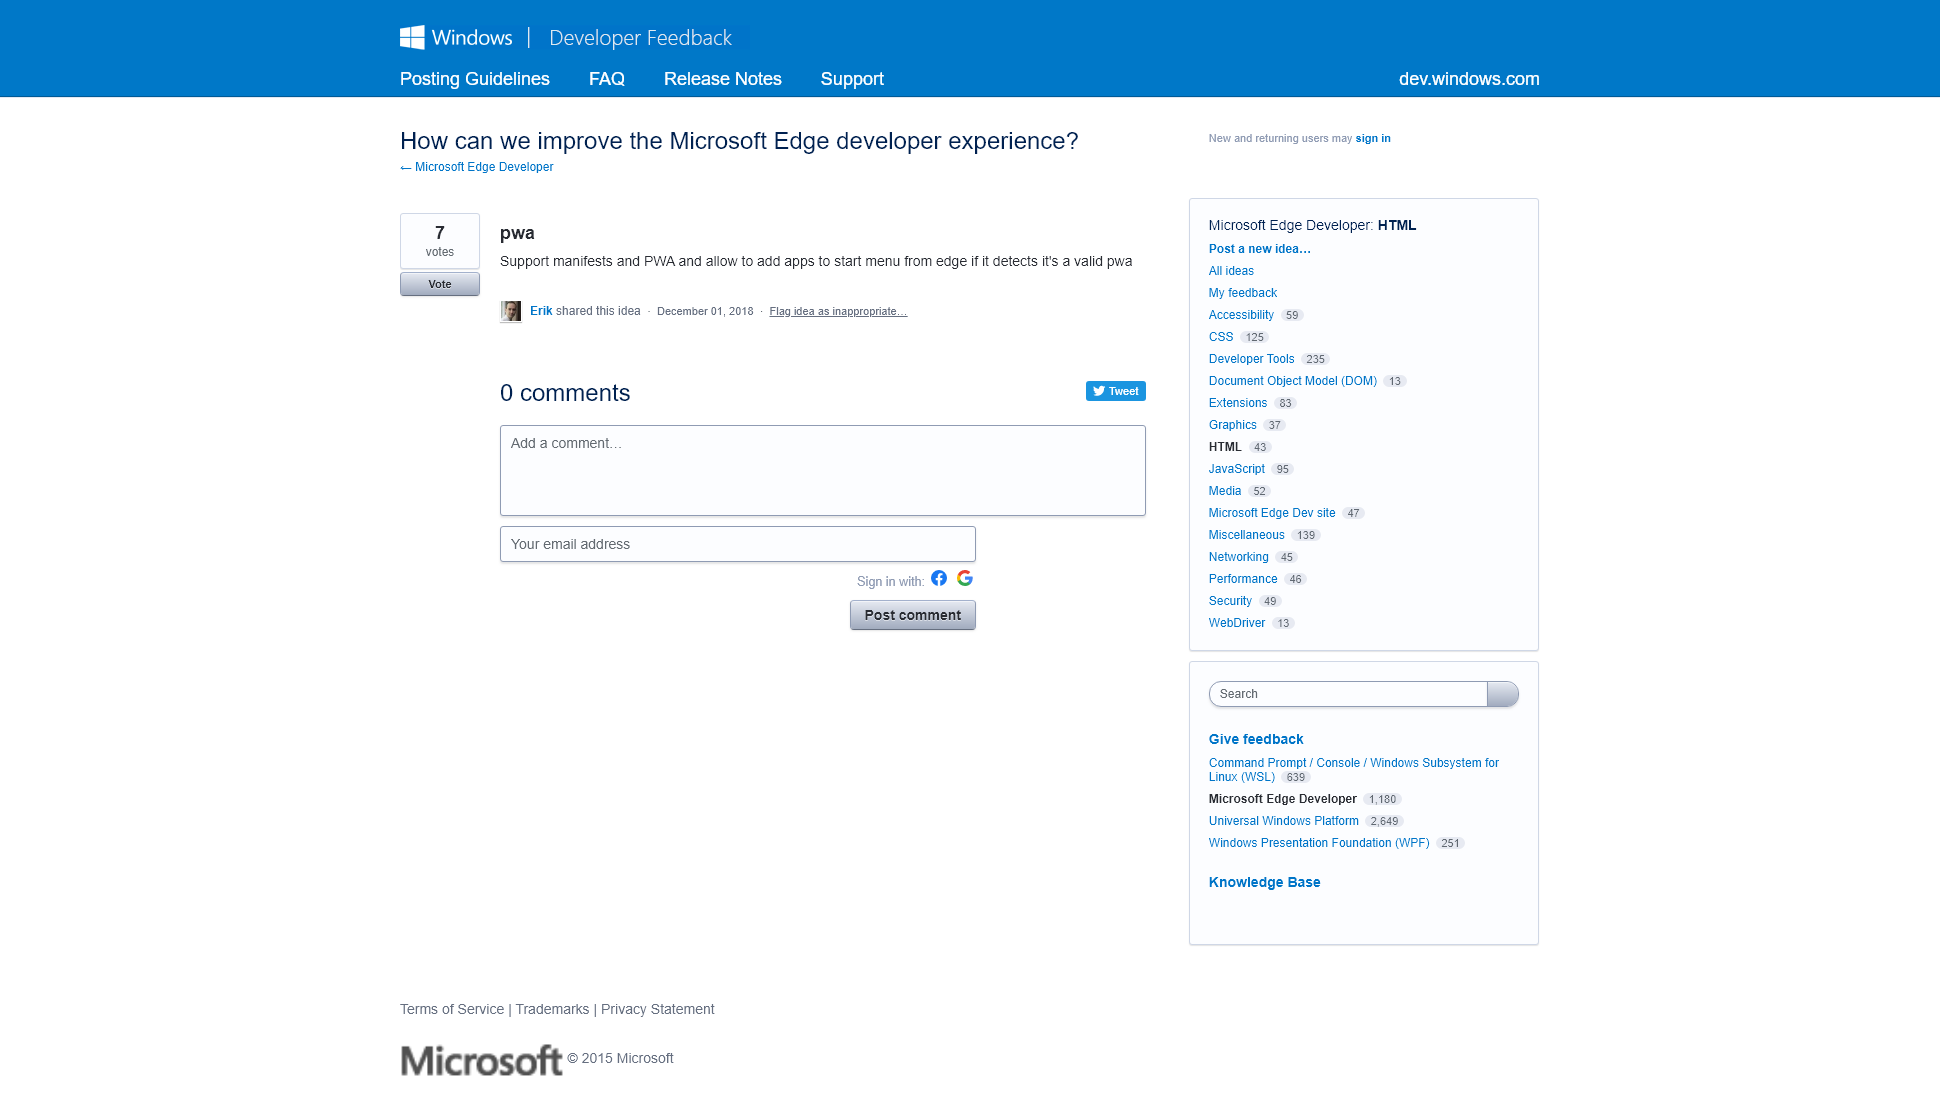 Windows | Developer Feedback
Posting Guidelines FAQ Release Notes Support dev.windows.com
How can we improve the Microsoft Edge developer experience?
← Microsoft Edge Developer
New and returning users may sign in
7
votes
Vote
pwa
Support manifests and PWA and allow to add apps to start menu from edge if it detects it's a valid pwa
Erik shared this idea · December 01, 2018 · Flag idea as inappropriate…
0 comments
Tweet
Add a comment…
Your email address
Sign in with:
Post comment
Microsoft Edge Developer: HTML
Post a new idea…
All ideas
My feedback
Accessibility 59
CSS 125
Developer Tools 235
Document Object Model (DOM) 13
Extensions 83
Graphics 37
HTML 43
JavaScript 95
Media 52
Microsoft Edge Dev site 47
Miscellaneous 139
Networking 45
Performance 46
Security 49
WebDriver 13
Search
Give feedback
Command Prompt / Console / Windows Subsystem for
Linux (WSL) 639
Microsoft Edge Developer 1,180
Universal Windows Platform 2,649
Windows Presentation Foundation (WPF) 251
Knowledge Base
Terms of Service | Trademarks | Privacy Statement
Microsoft © 2015 Microsoft